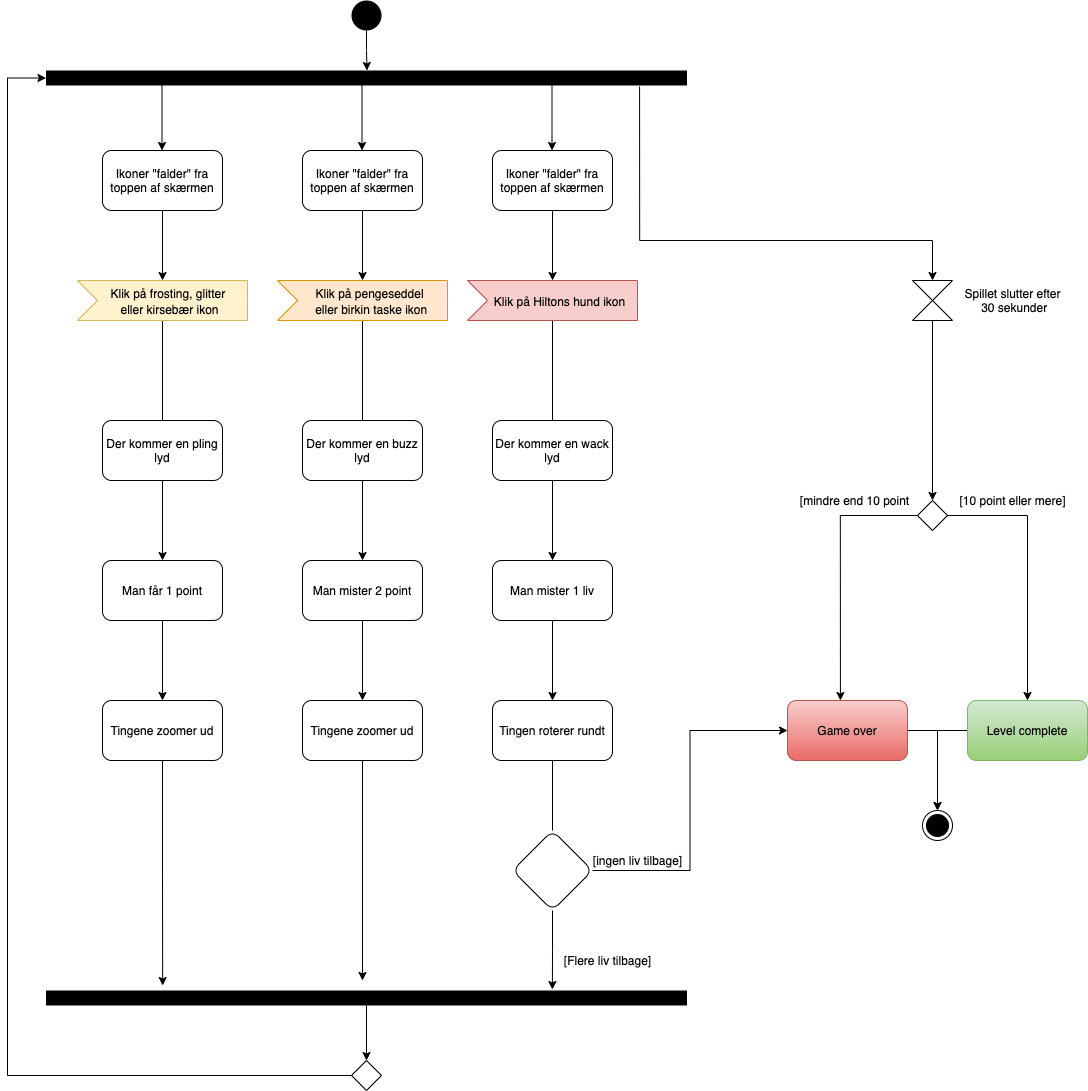 Ikoner "falder" fra
toppen af skærmen
Ikoner "falder" fra
toppen af skærmen
Ikoner "falder" fra
toppen af skærmen
Klik på frosting, glitter
eller kirsebær ikon
Klik på pengeseddel
eller birkin taske ikon
Klik på Hiltons hund ikon
Spillet slutter efter
30 sekunder
Der kommer en pling
lyd
Der kommer en buzz
lyd
Der kommer en wack
lyd
[mindre end 10 point
[10 point eller mere]
Man får 1 point
Man mister 2 point
Man mister 1 liv
Tingene zoomer ud
Tingene zoomer ud
Tingen roterer rundt
Game over
Level complete
[ingen liv tilbage]
[Flere liv tilbage]